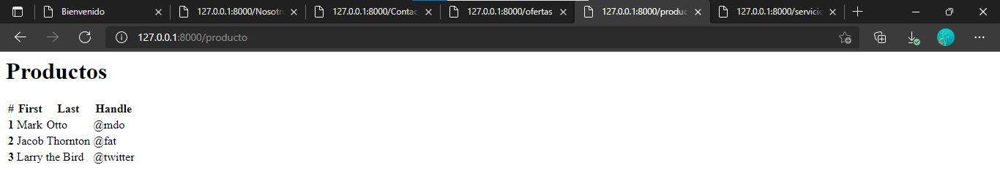 Bienvenido 127.0.0.1:8000/Nosotr 127.0.0.1:8000/Contac 127.0.0.1:8000/ofertas 127.0.0.1:8000/produc 127.0.0.1:8000/servicio
127.0.0.1:8000/producto
Productos
# First Last Handle
1 Mark Otto @mdo
2 Jacob Thornton @fat
3 Larry the Bird @twitter